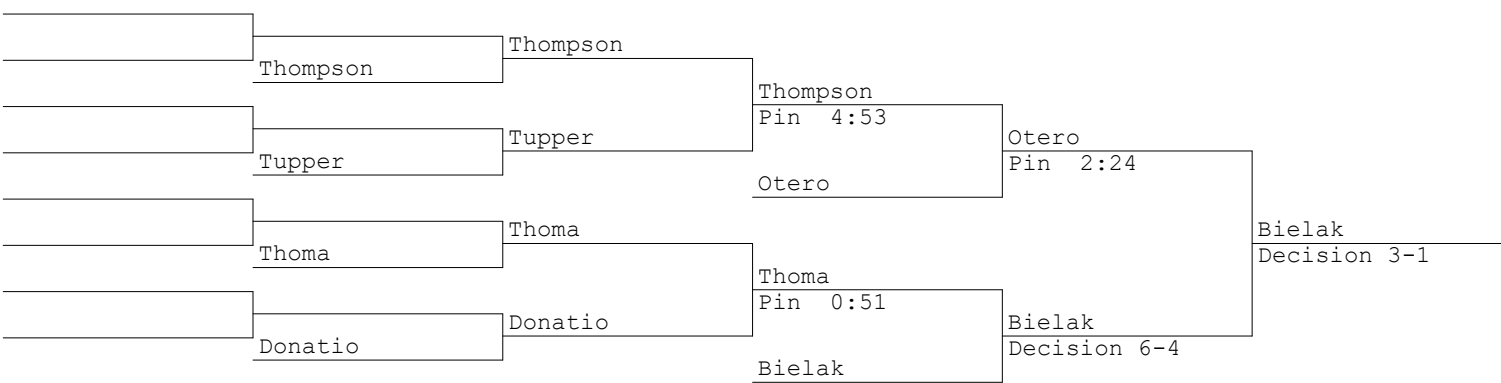 Thompson
Thompson
Thompson
Pin 4:53
Tupper
Otero
Tupper
Pin 2:24
Otero
Thoma
Bielak
Thoma
Decision 3-1
Thoma
Pin 0:51
Donatio
Bielak
Donatio
Decision 6-4
Bielak